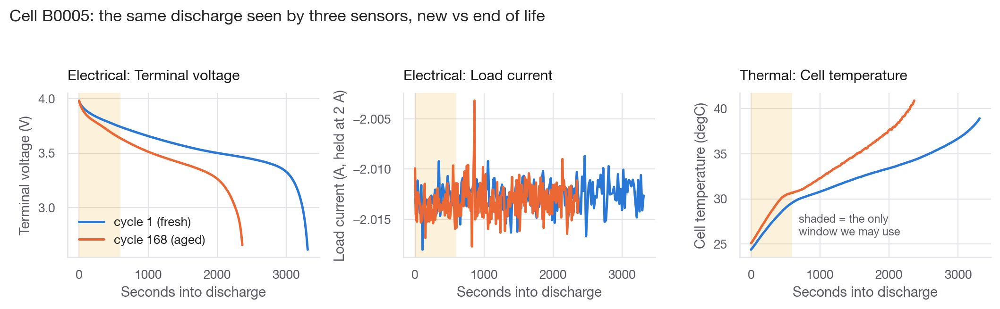 Cell B0005: the same discharge seen by three sensors, new vs end of life
Electrical: Terminal voltage
Terminal voltage (V)
4.0
3.5
3.0
cycle 1 (fresh)
cycle 168 (aged)
0 1000 2000 3000
Seconds into discharge
Electrical: Load current
Load current (A, held at 2 A)
−2.005
−2.010
−2.015
0 1000 2000 3000
Seconds into discharge
Thermal: Cell temperature
Cell temperature (degC)
40
35
30
25
shaded = the only
window we may use
0 1000 2000 3000
Seconds into discharge